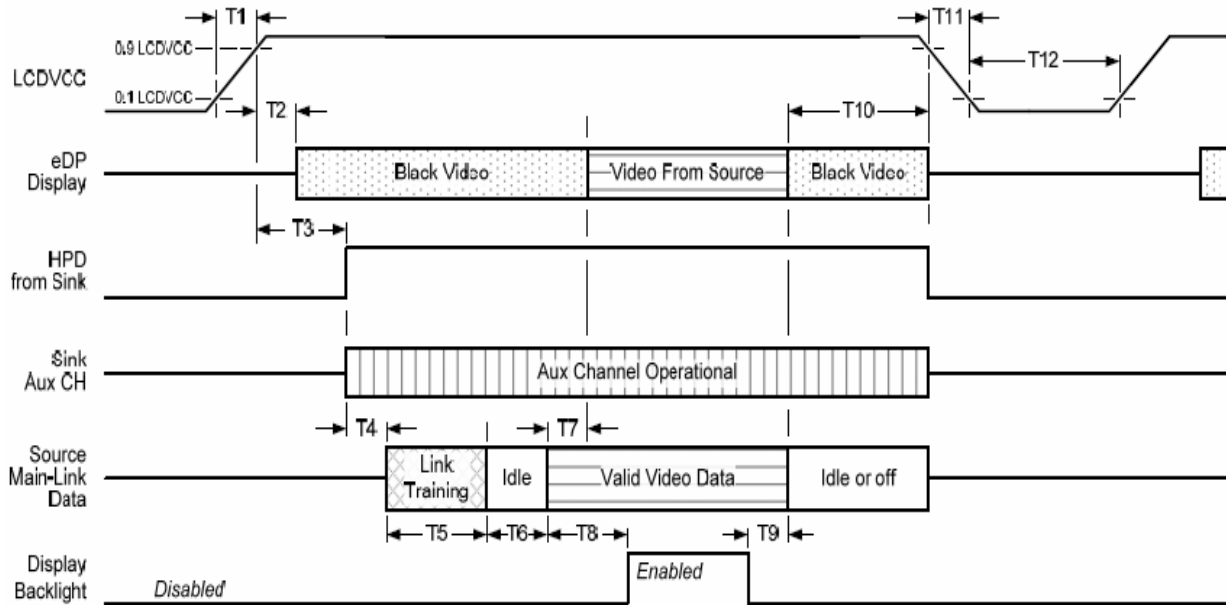 T1
T11
0.9 LCDVCC
LCDVCC
T12
0.1 LCDVCC
T2
T10
eDP
Display
Black Video
Video From Source
Black Video
T3
HPD
from Sink
Sink
Aux CH
Aux Channel Operational
T4
T7
Source
Main-Link
Data
Link
Training
Idle
Valid Video Data
Idle or off
T5
T6
T8
T9
Display
Backlight
Disabled
Enabled